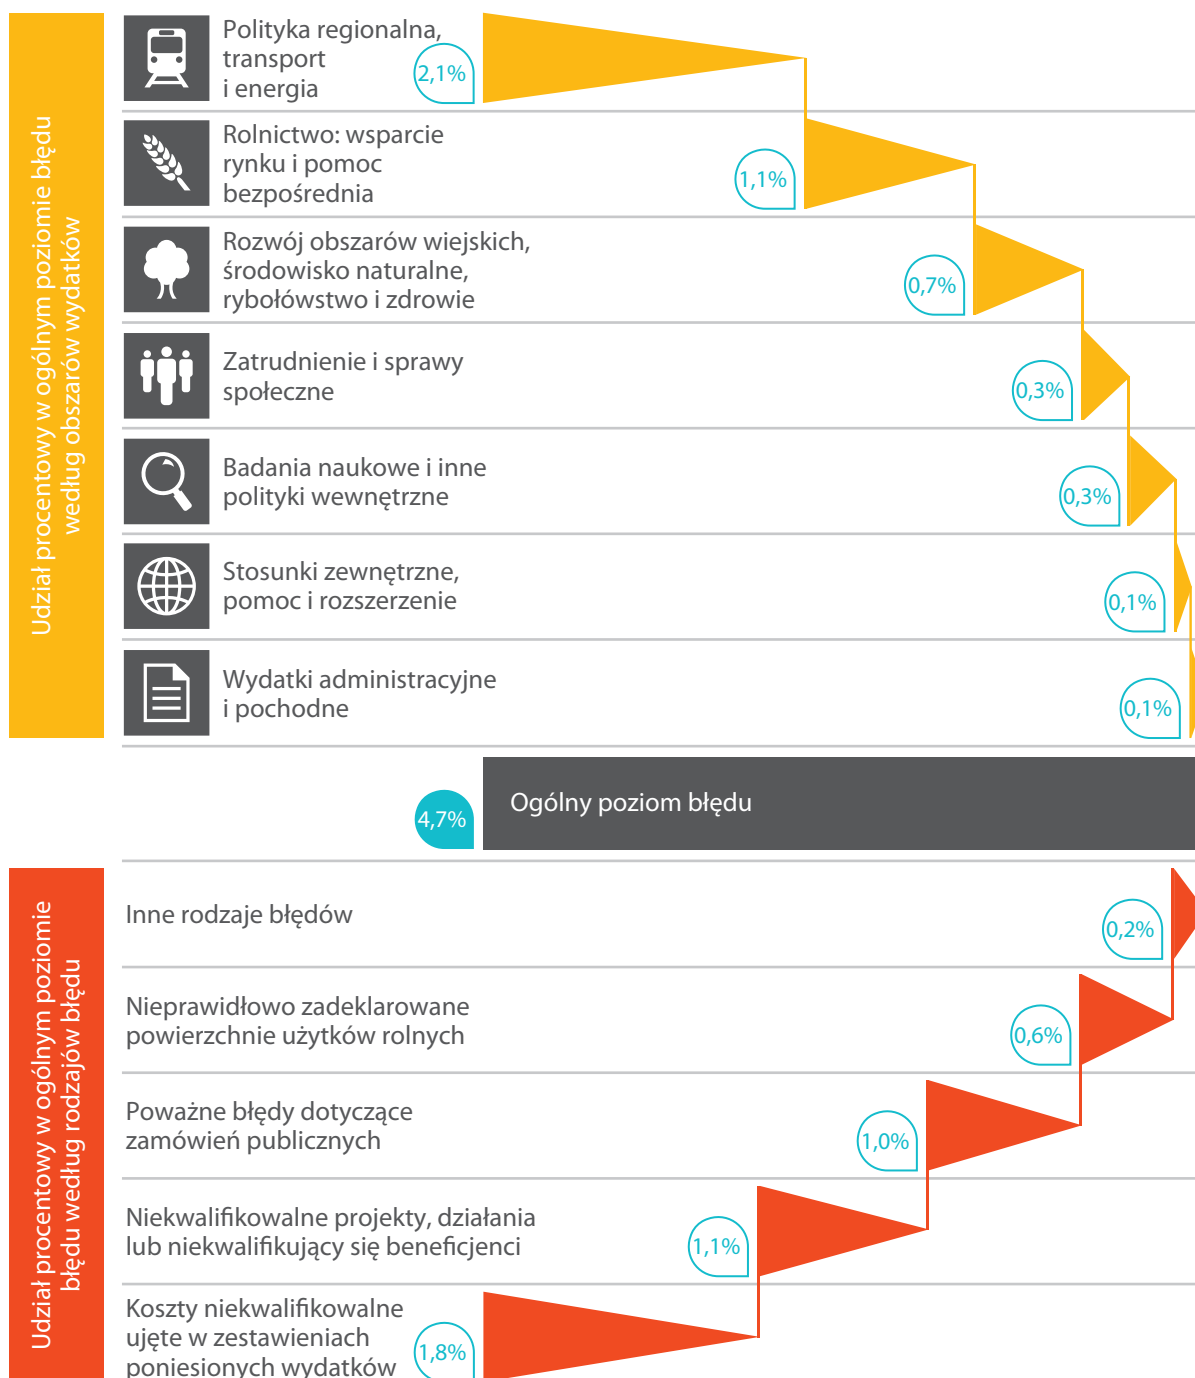 Udział procentowy w ogólnym poziomie błędu
według obszarów wydatków
Polityka regionalna,
transport
i energia
2,1%
Rolnictwo: wsparcie
rynku i pomoc
bezpośrednia
1,1%
Rozwój obszarów wiejskich,
środowisko naturalne,
rybołówstwo i zdrowie
0,7%
Zatrudnienie i sprawy
społeczne
0,3%
Badania naukowe i inne
polityki wewnętrzne
0,3%
Stosunki zewnętrzne,
pomoc i rozszerzenie
0,1%
Wydatki administracyjne
i pochodne
0,1%
4,7%
Ogólny poziom błędu
Udział procentowy w ogólnym poziomie
błędu według rodzajów błędu
Inne rodzaje błędów
0,2%
Nieprawidłowo zadeklarowane
powierzchnie użytków rolnych
0,6%
Poważne błędy dotyczące
zamówień publicznych
1,0%
Niekwalifikowalne projekty, działania
lub niekwalifikujący się beneficjenci
1,1%
Koszty niekwalifikowalne
ujęte w zestawieniach
poniesionych wydatków
1,8%